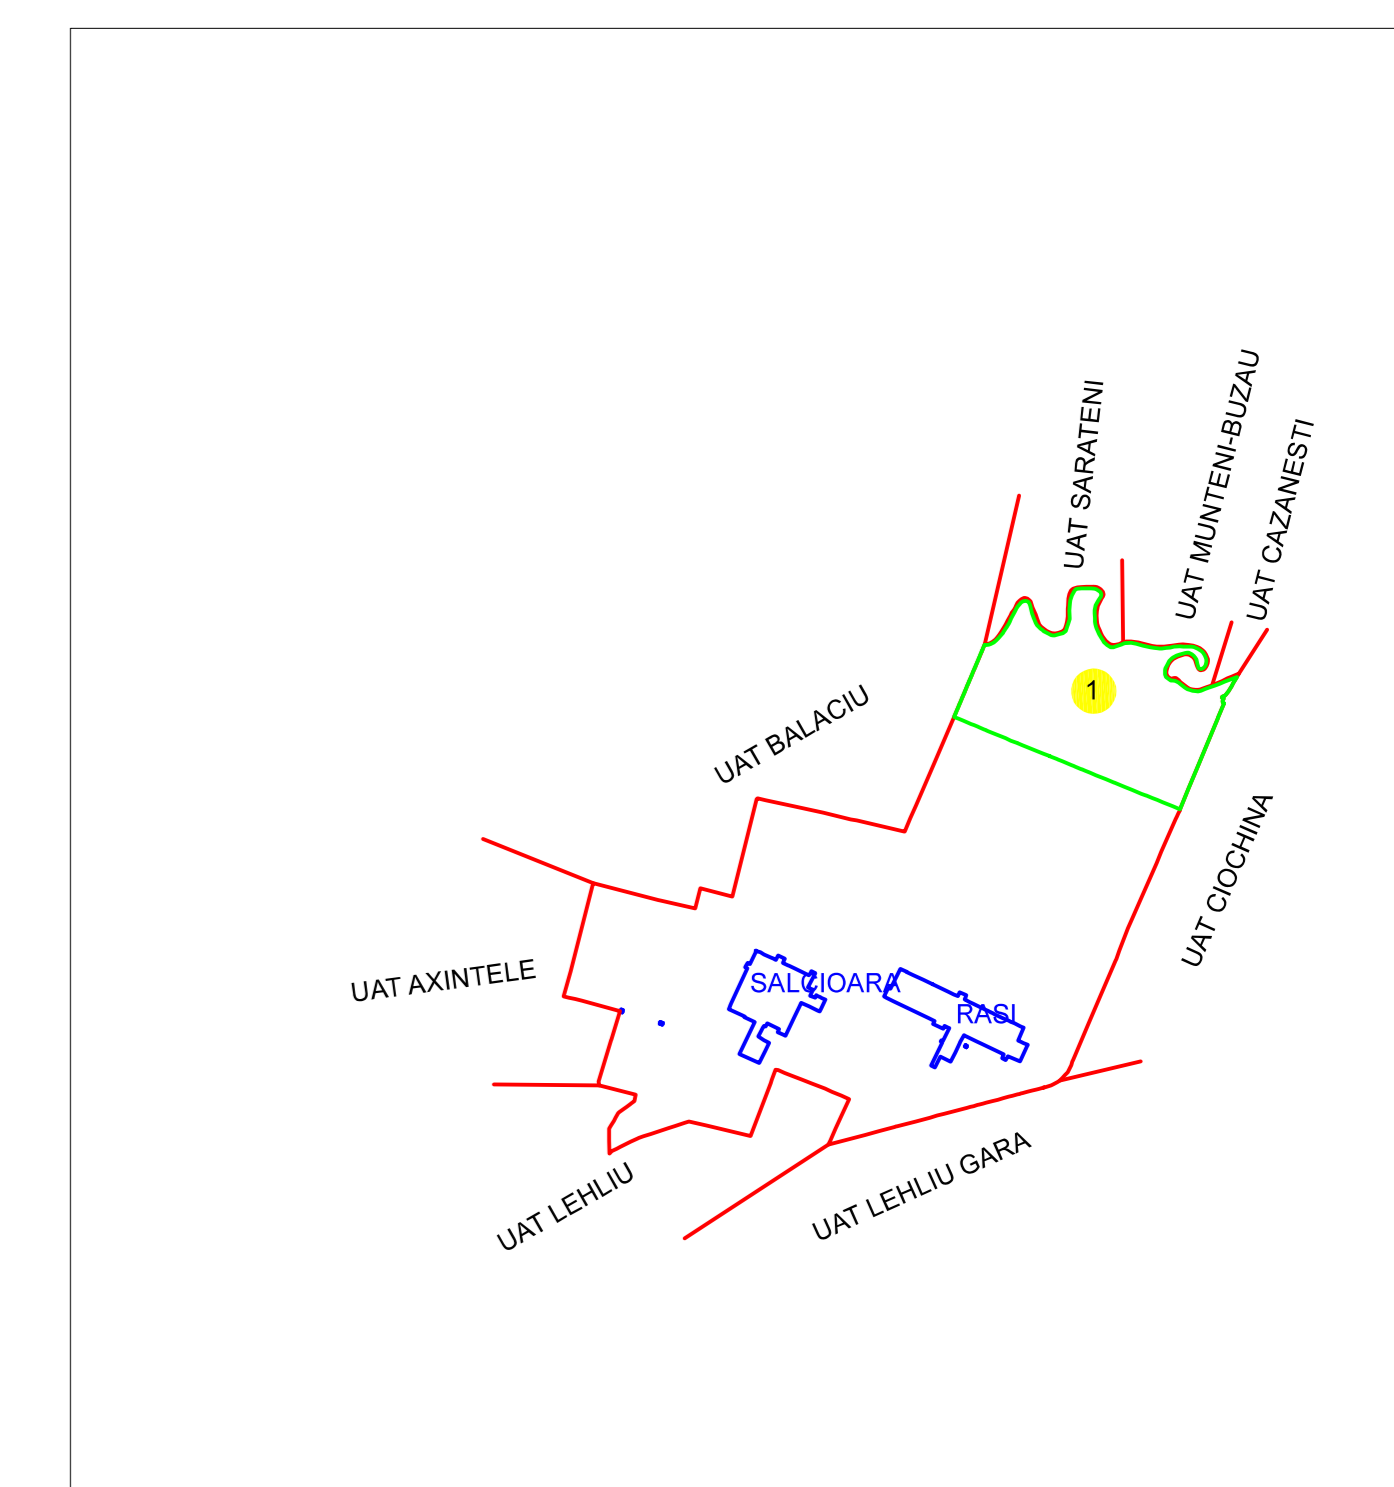 UAT SARATENI
UAT MUNTENI-BUZAU
UAT CAZANESTI
1
UAT BALACIU
UAT CIOCHINA
UAT AXINTELE
SALCIOARA
RASI
UAT LEHLIU
UAT LEHLIU GARA